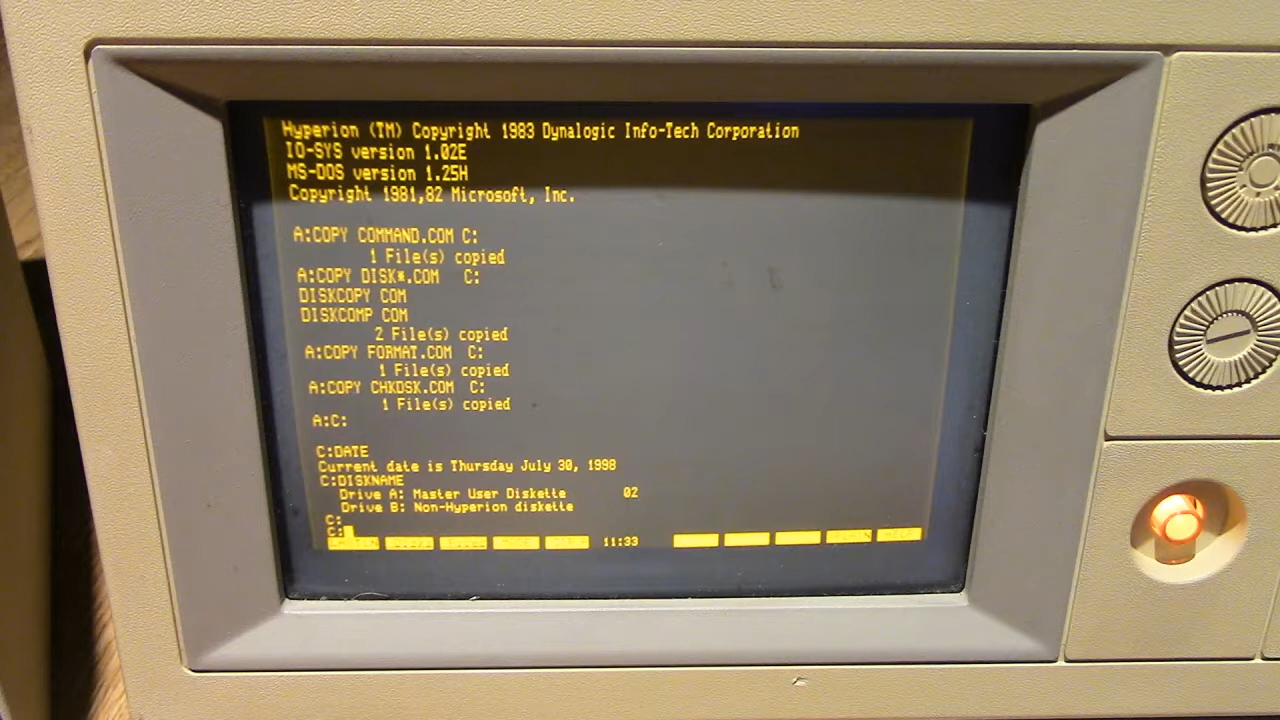 Hyperion (TM) Copyright 1983 Dynalogic Info-Tech Corporation
IO-SYS version 1.02E
MS-DOS version 1.25H
Copyright 1981,82 Microsoft, Inc.
A:COPY COMMAND.COM C:
1 File(s) copied
A:COPY DISK*.COM C:
DISKCOPY COM
DISKCOMP COM
2 File(s) copied
A:COPY FORMAT.COM C:
1 File(s) copied
A:COPY CHKDSK.COM C:
1 File(s) copied
A:C:
C:DATE
Current date is Thursday July 30, 1998
C:DISKNAME
Drive A: Master User Diskette 02
Drive B: Non-Hyperion diskette
C:
C:
11:33 HELP